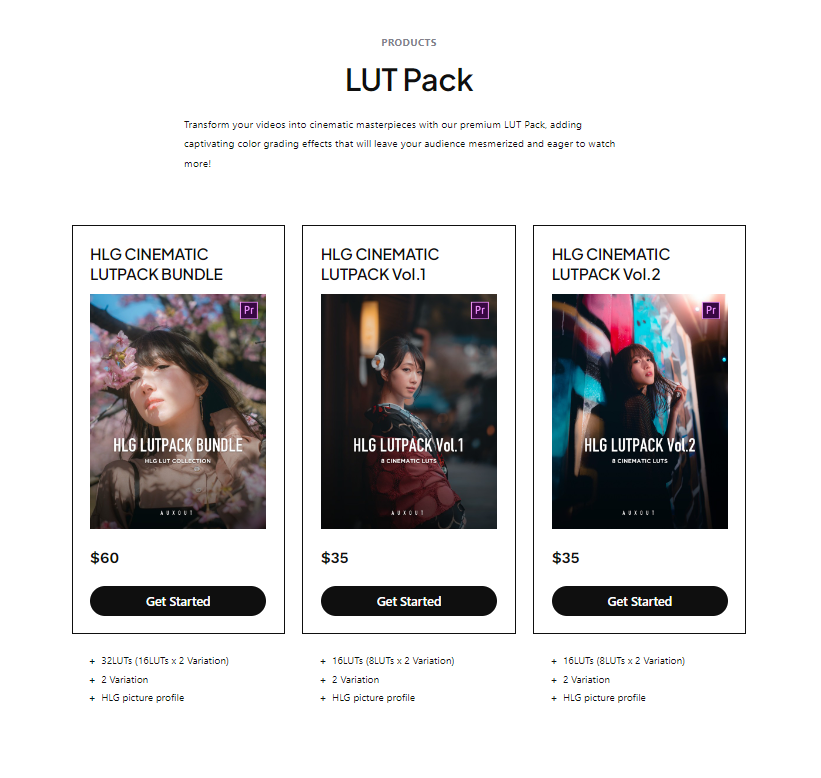 PRODUCTS
LUT Pack
Transform your videos into cinematic masterpieces with our premium LUT Pack, adding
captivating color grading effects that will leave your audience mesmerized and eager to watch
more!
HLG CINEMATIC
LUTPACK BUNDLE
Pr
HLG LUTPACK BUNDLE
HLG LUT COLLECTION
AUXOUT
$60
Get Started
+ 32LUTs (16LUTs x 2 Variation)
+ 2 Variation
+ HLG picture profile
HLG CINEMATIC
LUTPACK Vol.1
Pr
HLG LUTPACK Vol.1
8 CINEMATIC LUTS
AUXOUT
$35
Get Started
+ 16LUTs (8LUTs x 2 Variation)
+ 2 Variation
+ HLG picture profile
HLG CINEMATIC
LUTPACK Vol.2
Pr
HLG LUTPACK Vol.2
8 CINEMATIC LUTS
AUXOUT
$35
Get Started
+ 16LUTs (8LUTs x 2 Variation)
+ 2 Variation
+ HLG picture profile